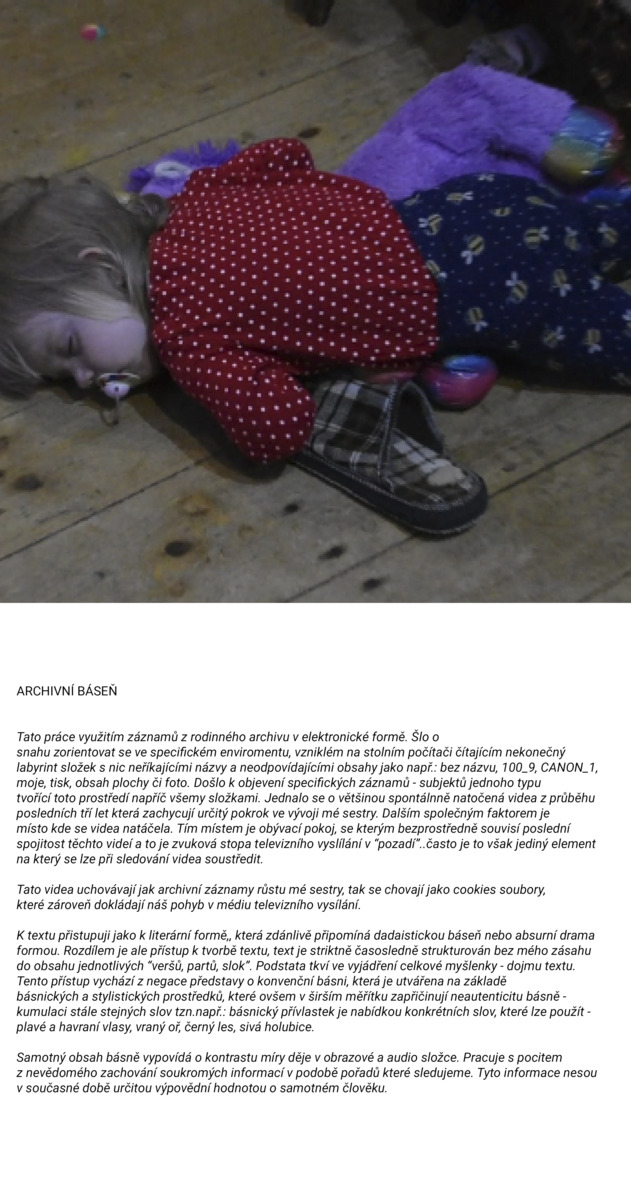 ARCHIVNÍ BÁSEŇ
Tato práce využitím záznamů z rodinného archivu v elektronické formě. Šlo o
snahu zorientovat se ve specifickém enviromentu, vzniklém na stolním počítači čítajícím nekonečný
labyrint složek s nic neříkajícími názvy a neodpovídajícími obsahy jako např.: bez názvu, 100_9, CANON_1,
moje, tisk, obsah plochy či foto. Došlo k objevení specifických záznamů - subjektů jednoho typu
tvořící toto prostředí napříč všemy složkami. Jednalo se o většinou spontálnně natočená videa z průběhu
posledních tří let která zachycují určitý pokrok ve vývoji mé sestry. Dalším společným faktorem je
místo kde se videa natáčela. Tím místem je obývací pokoj, se kterým bezprostředně souvisí poslední
spojitost těchto videí a to je zvuková stopa televizního vyslílání v “pozadí”..často je to však jediný element
na který se lze při sledování videa soustředit.
Tato videa uchovávají jak archivní záznamy růstu mé sestry, tak se chovají jako cookies soubory,
které zároveň dokládají náš pohyb v médiu televizního vysílání.
K textu přistupuji jako k literární formě,, která zdánlivě připomíná dadaistickou báseň nebo absurní drama
formou. Rozdílem je ale přístup k tvorbě textu, text je striktně časosledně strukturován bez mého zásahu
do obsahu jednotlivých “veršů, partů, slok”. Podstata tkví ve vyjádření celkové myšlenky - dojmu textu.
Tento přístup vychází z negace představy o konvenční básni, která je utvářena na základě
básnických a stylistických prostředků, které ovšem v širším měřítku zapřičinují neautenticitu básně -
kumulaci stále stejných slov tzn.např.: básnický přívlastek je nabídkou konkrétních slov, které lze použít -
plavé a havraní vlasy, vraný oř, černý les, sivá holubice.
Samotný obsah básně vypovídá o kontrastu míry děje v obrazové a audio složce. Pracuje s pocitem
z nevědomého zachování soukromých informací v podobě pořadů které sledujeme. Tyto informace nesou
v současné době určitou výpovědní hodnotou o samotném člověku.